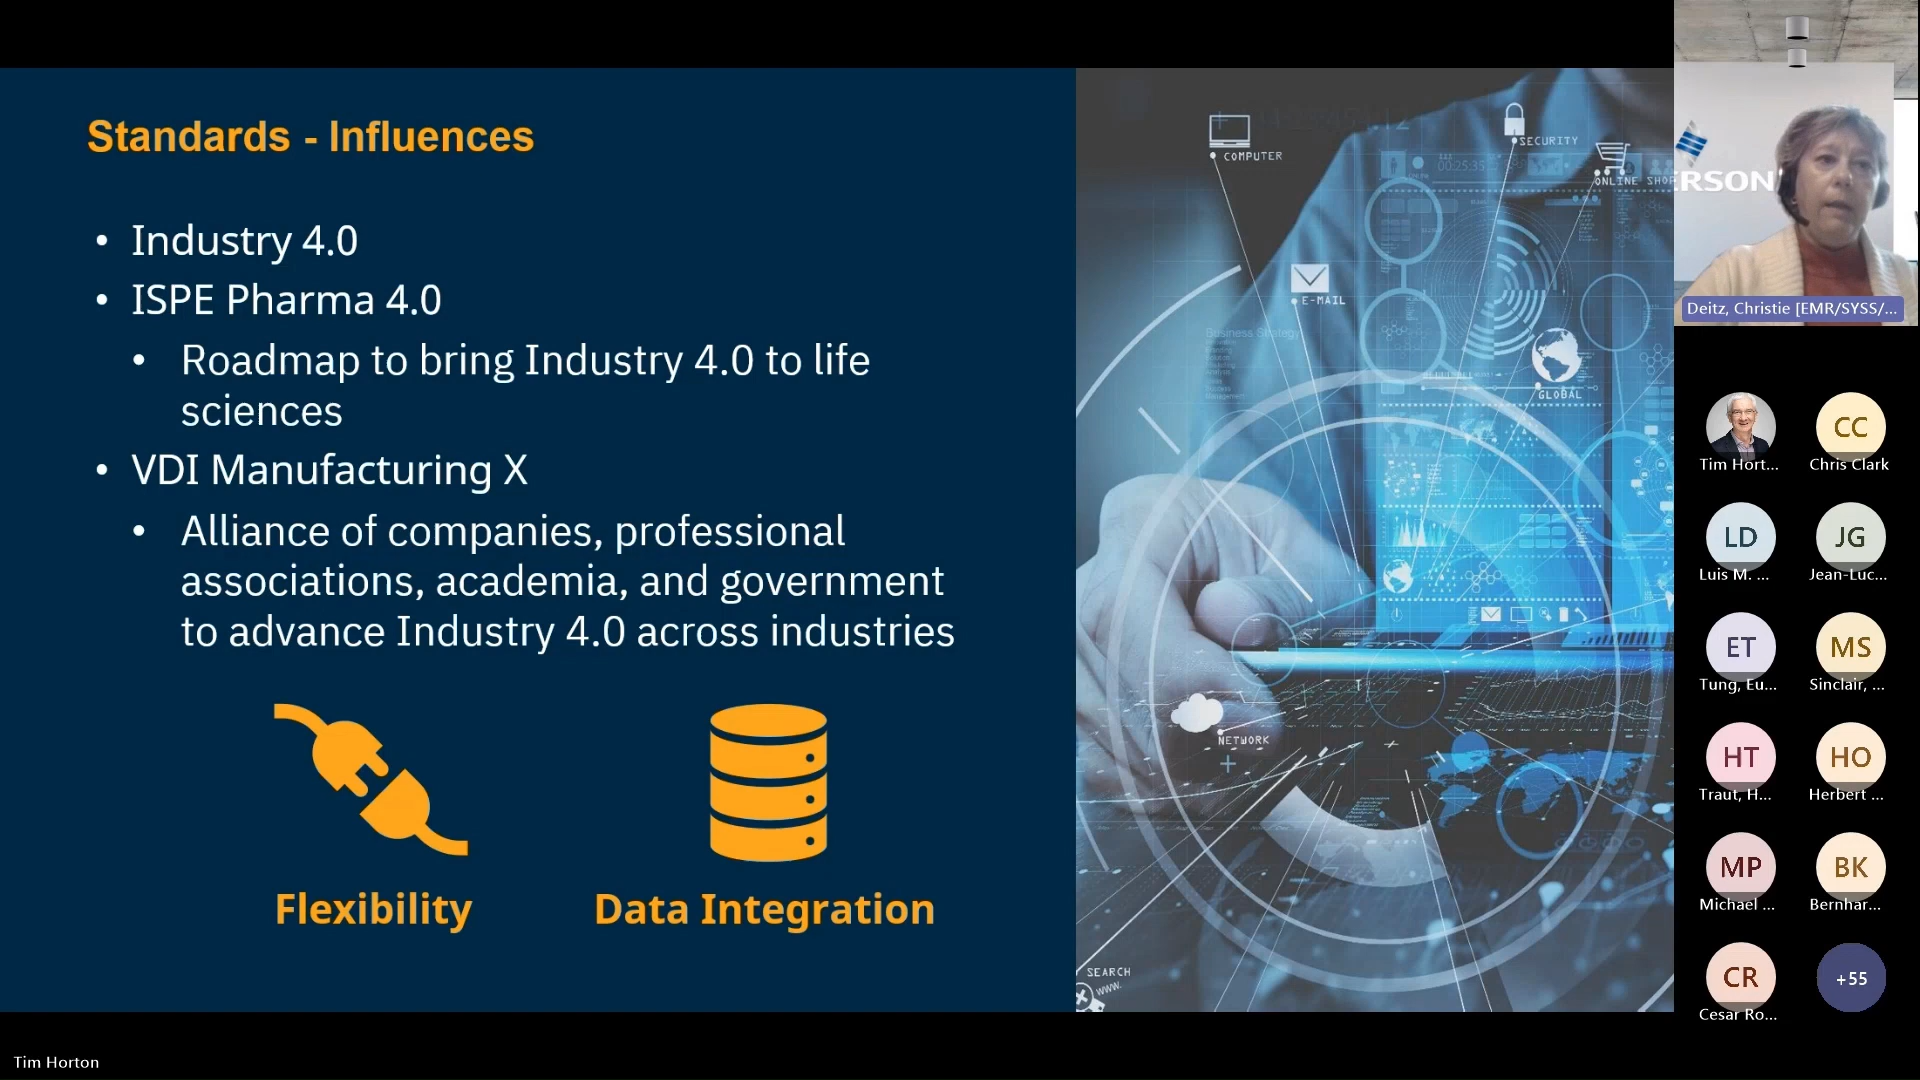 Standards - Influences
• Industry 4.0
• ISPE Pharma 4.0
• Roadmap to bring Industry 4.0 to life
sciences
• VDI Manufacturing X
• Alliance of companies, professional
associations, academia, and government
to advance Industry 4.0 across industries
Flexibility
Data Integration
COMPUTER
SECURITY
ONLINE SHOP
E-MAIL
Business Strategy
GLOBAL
NETWORK
SEARCH
www.
ERSON
Deitz, Christie [EMR/SYSS/...
Tim Hort...
CC
Chris Clark
LD
Luis M. ...
JG
Jean-Luc...
ET
Tung, Eu...
MS
Sinclair, ...
HT
Traut, H...
HO
Herbert ...
MP
Michael ...
BK
Bernhar...
CR
Cesar Ro...
+55
Tim Horton